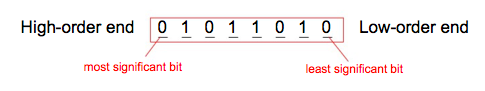 High-order end 0 1 0 1 1 0 1 0 Low-order end
most significant bit least significant bit